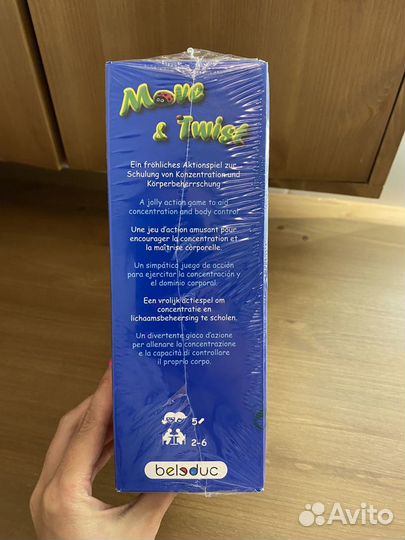 Move
& Twist
Ein fröhliches Aktionspiel zur
Schulung von Konzentration und
Körperbeherrschung
A jolly action game to aid
concentration and body control
Une jeu d'action amusant pour
encourager la concentration et
la maîtrise corporelle.
Un simpático juego de acción
para ejercitar la concentración y
el dominio corporal.
Een vrolijk actiespel om
concentratie en
lichaamsbeheersing te scholen.
Un divertente gioco d'azione
per allenare la concentrazione
e la capacità di controllare
il proprio corpo.
5
2-6
beleduc
Avito